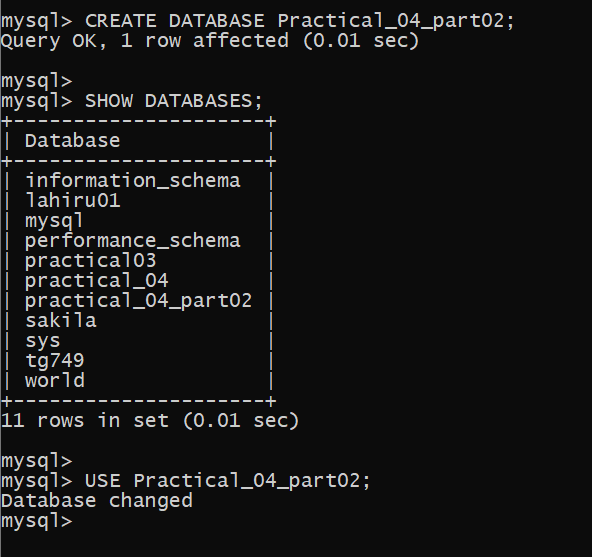 mysql> CREATE DATABASE Practical_04_part02;
Query OK, 1 row affected (0.01 sec)
mysql>
mysql> SHOW DATABASES;
+---------------------+
| Database            |
+---------------------+
| information_schema  |
| lahiru01            |
| mysql               |
| performance_schema  |
| practical03         |
| practical_04        |
| practical_04_part02 |
| sakila              |
| sys                 |
| tg749               |
| world               |
+---------------------+
11 rows in set (0.01 sec)
mysql>
mysql> USE Practical_04_part02;
Database changed
mysql>